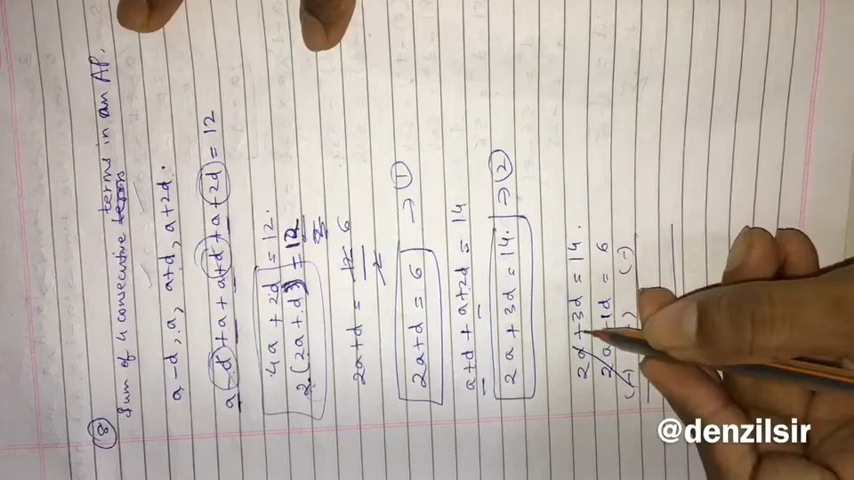 (8) Sum of 4 consecutive terms in an AP.
a-d, a, a+d, a+2d.
a-d+a+a+d+a+2d = 12
4a + 2d = 12.
2(2a+d) = 12
2a+d = 12 6
2
2a+d = 6 → (1)
a+d + a+2d = 14
2a + 3d = 14. → (2)
2a+3d = 14.
2a+1d = 6
(-) (-)
@denzilsir